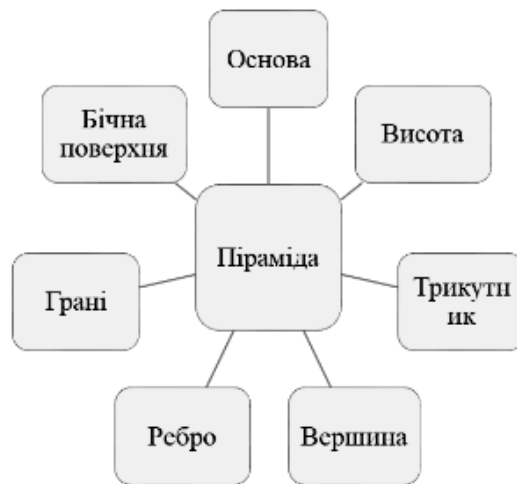 Основа
Бічна
поверхня
Висота
Піраміда
Грані
Трикутн
ик
Ребро
Вершина